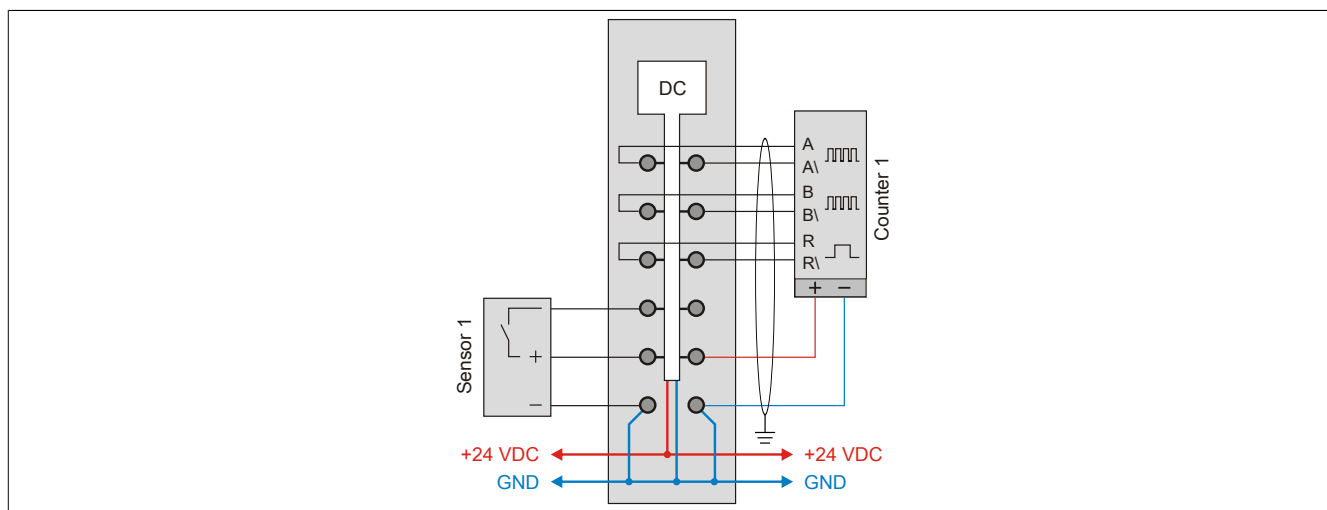 DC
A
A\
B
B\
R
R\
+ −
Counter 1
Sensor 1
+
−
+24 VDC
+24 VDC
GND
GND